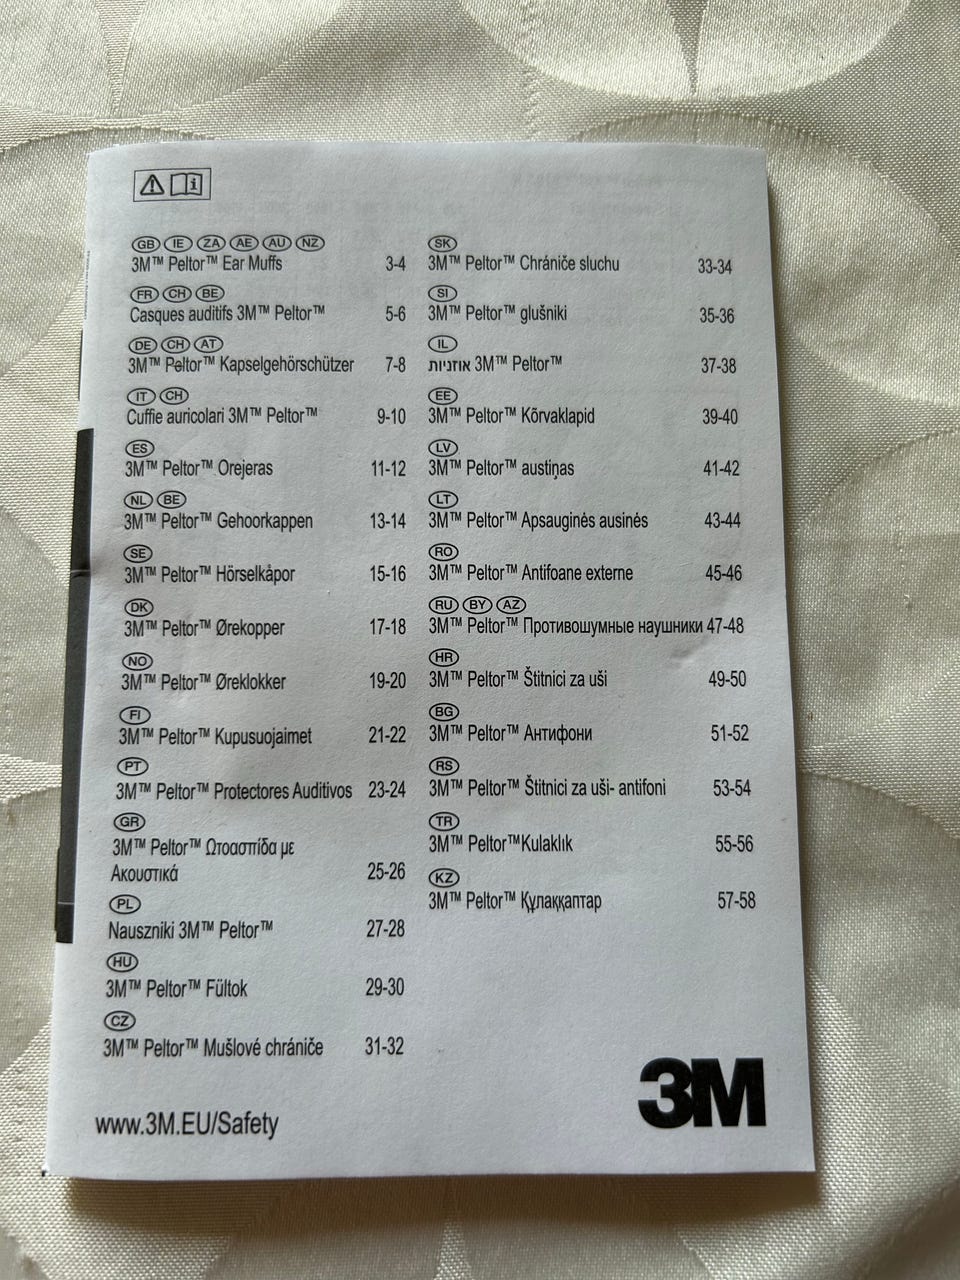 GB IE ZA AE AU NZ
3M™ Peltor™ Ear Muffs 3-4
FR CH BE
Casques auditifs 3M™ Peltor™ 5-6
DE CH AT
3M™ Peltor™ Kapselgehörschützer 7-8
IT CH
Cuffie auricolari 3M™ Peltor™ 9-10
ES
3M™ Peltor™ Orejeras 11-12
NL BE
3M™ Peltor™ Gehoorkappen 13-14
SE
3M™ Peltor™ Hörselkåpor 15-16
DK
3M™ Peltor™ Ørekopper 17-18
NO
3M™ Peltor™ Øreklokker 19-20
FI
3M™ Peltor™ Kupusuojaimet 21-22
PT
3M™ Peltor™ Protectores Auditivos 23-24
GR
3M™ Peltor™ Ωτοασπίδα με
Ακουστικά 25-26
PL
Nauszniki 3M™ Peltor™ 27-28
HU
3M™ Peltor™ Fültok 29-30
CZ
3M™ Peltor™ Mušlové chrániče 31-32
SK
3M™ Peltor™ Chrániče sluchu 33-34
SI
3M™ Peltor™ glušniki 35-36
IL
אוזניות 3M™ Peltor™ 37-38
EE
3M™ Peltor™ Kõrvaklapid 39-40
LV
3M™ Peltor™ austiņas 41-42
LT
3M™ Peltor™ Apsauginės ausinės 43-44
RO
3M™ Peltor™ Antifoane externe 45-46
RU BY AZ
3M™ Peltor™ Противошумные наушники 47-48
HR
3M™ Peltor™ Štitnici za uši 49-50
BG
3M™ Peltor™ Антифони 51-52
RS
3M™ Peltor™ Štitnici za uši- antifoni 53-54
TR
3M™ Peltor™Kulaklık 55-56
KZ
3M™ Peltor™ Құлаққаптар 57-58
www.3M.EU/Safety
3M